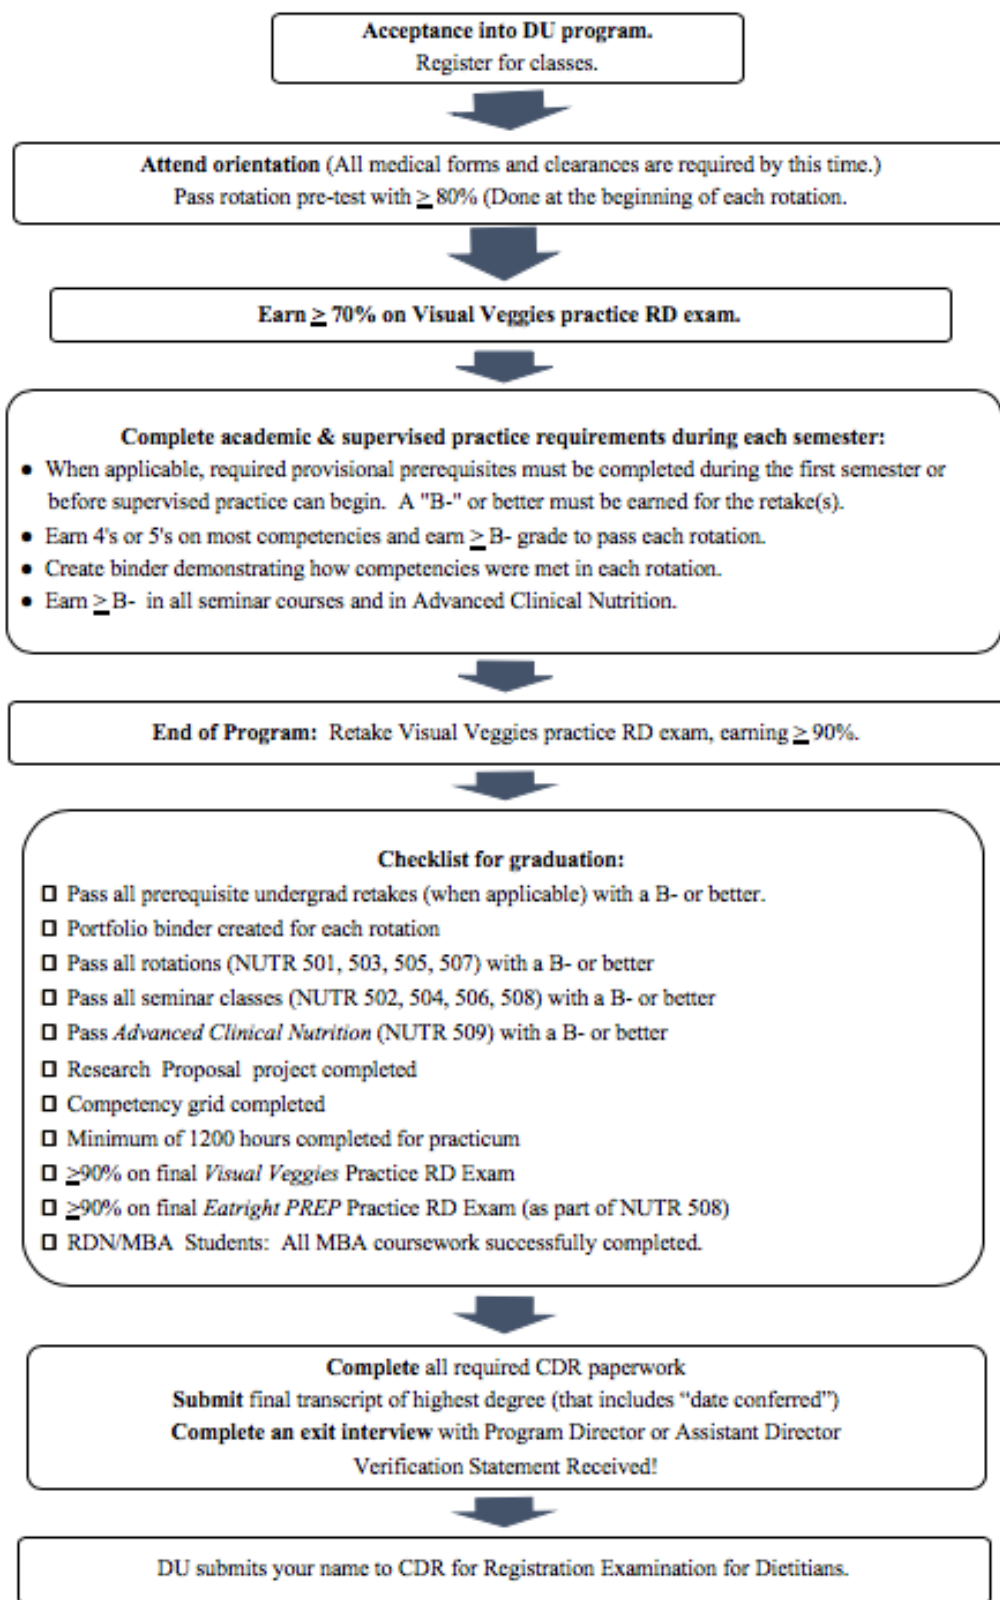 Acceptance into DU program.
Register for classes.
Attend orientation (All medical forms and clearances are required by this time.)
Pass rotation pre-test with ≥ 80% (Done at the beginning of each rotation.
Earn ≥ 70% on Visual Veggies practice RD exam.
Complete academic & supervised practice requirements during each semester:
● When applicable, required provisional prerequisites must be completed during the first semester or
before supervised practice can begin. A "B-" or better must be earned for the retake(s).
● Earn 4's or 5's on most competencies and earn ≥ B- grade to pass each rotation.
● Create binder demonstrating how competencies were met in each rotation.
● Earn ≥ B- in all seminar courses and in Advanced Clinical Nutrition.
End of Program: Retake Visual Veggies practice RD exam, earning ≥ 90%.
Checklist for graduation:
☐ Pass all prerequisite undergrad retakes (when applicable) with a B- or better.
☐ Portfolio binder created for each rotation
☐ Pass all rotations (NUTR 501, 503, 505, 507) with a B- or better
☐ Pass all seminar classes (NUTR 502, 504, 506, 508) with a B- or better
☐ Pass Advanced Clinical Nutrition (NUTR 509) with a B- or better
☐ Research Proposal project completed
☐ Competency grid completed
☐ Minimum of 1200 hours completed for practicum
☐ ≥90% on final Visual Veggies Practice RD Exam
☐ ≥90% on final Eatright PREP Practice RD Exam (as part of NUTR 508)
☐ RDN/MBA Students: All MBA coursework successfully completed.
Complete all required CDR paperwork
Submit final transcript of highest degree (that includes “date conferred”)
Complete an exit interview with Program Director or Assistant Director
Verification Statement Received!
DU submits your name to CDR for Registration Examination for Dietitians.